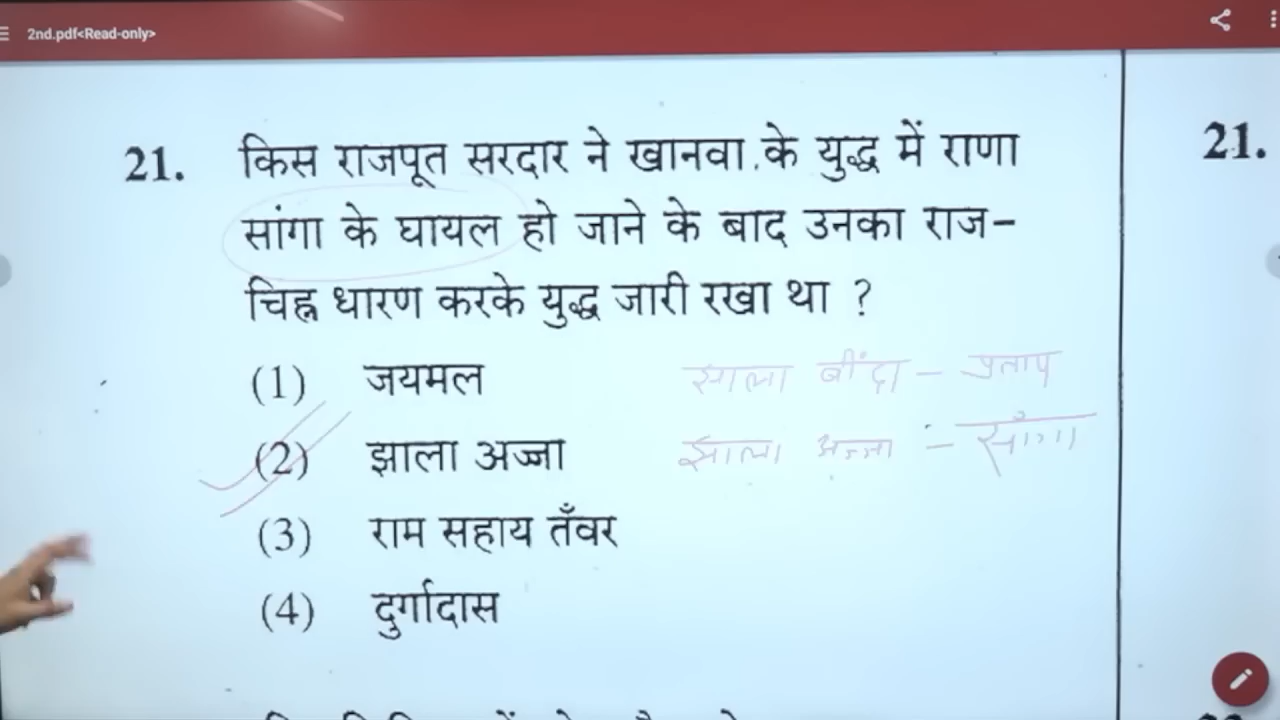 2nd.pdf<Read-only>
21. किस राजपूत सरदार ने खानवा के युद्ध में राणा
सांगा के घायल हो जाने के बाद उनका राज-
चिह्न धारण करके युद्ध जारी रखा था ?
(1) जयमल
झाला बींदा – प्रताप
(2) झाला अज्जा
झाला अज्जा – साँगा
(3) राम सहाय तँवर
(4) दुर्गादास
21.